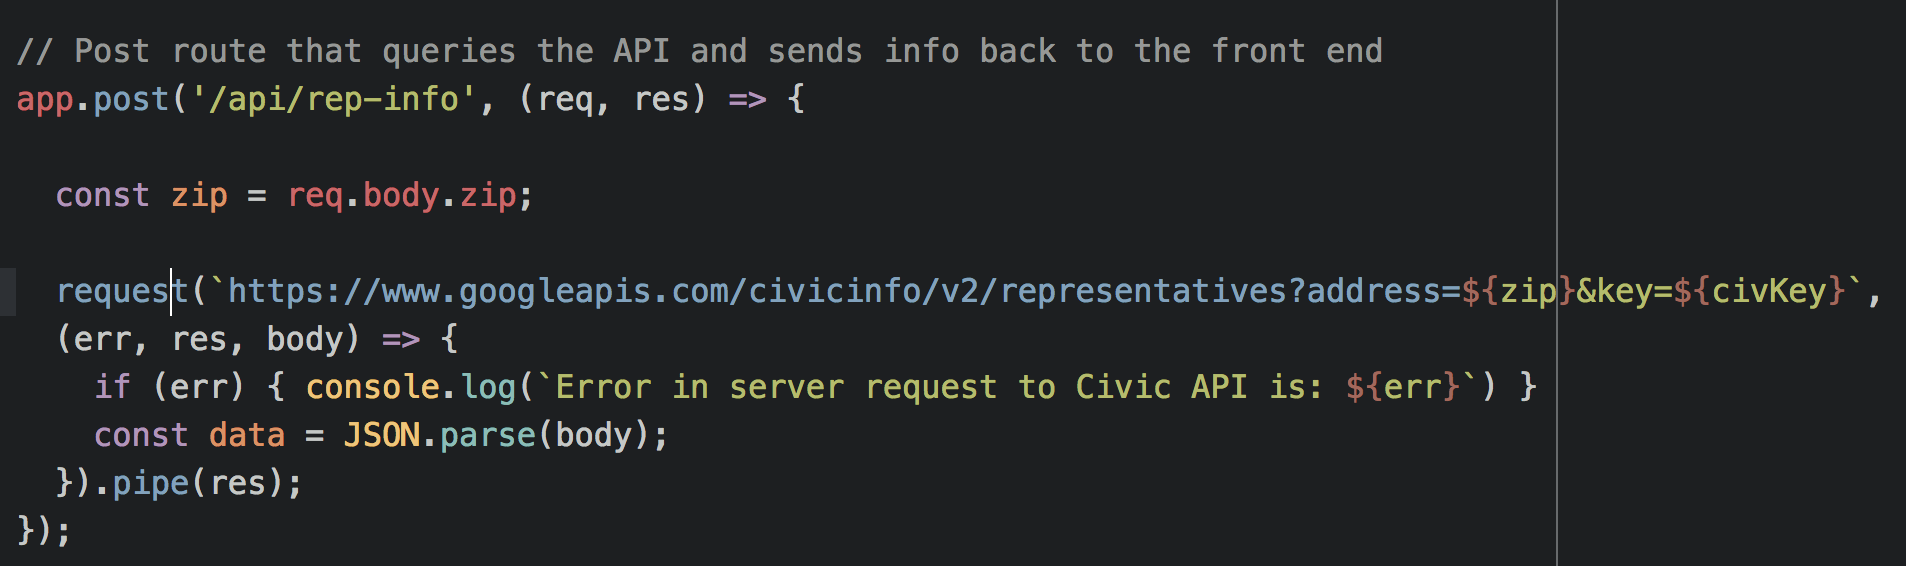 // Post route that queries the API and sends info back to the front end
app.post('/api/rep-info', (req, res) => {
const zip = req.body.zip;
request(`https://www.googleapis.com/civicinfo/v2/representatives?address=${zip}&key=${civKey}`,
(err, res, body) => {
if (err) { console.log(`Error in server request to Civic API is: ${err}`) }
const data = JSON.parse(body);
}).pipe(res);
});